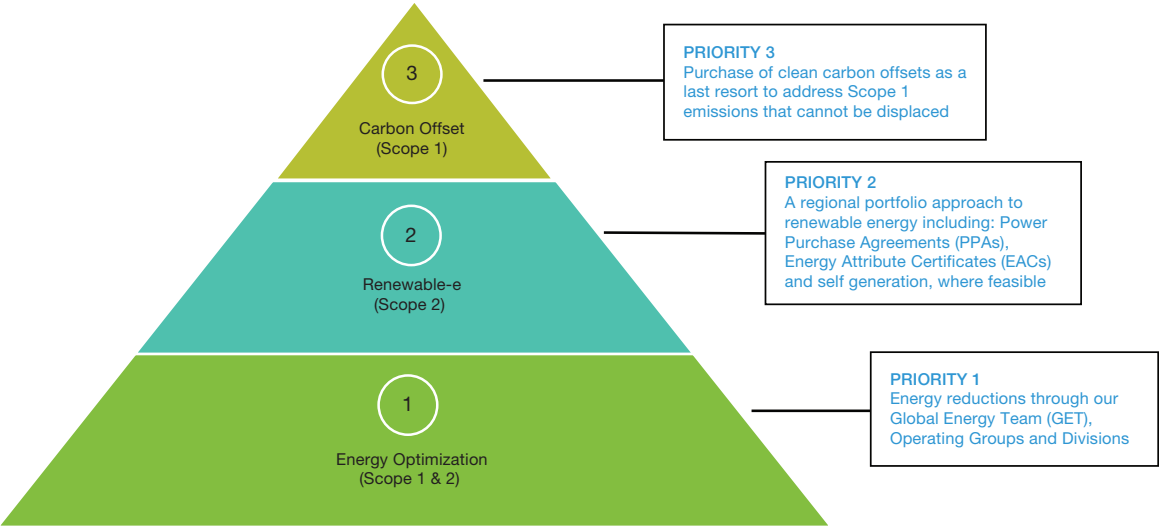 3
Carbon Offset
(Scope 1)
PRIORITY 3
Purchase of clean carbon offsets as a
last resort to address Scope 1
emissions that cannot be displaced
2
Renewable-e
(Scope 2)
PRIORITY 2
A regional portfolio approach to
renewable energy including: Power
Purchase Agreements (PPAs),
Energy Attribute Certificates (EACs)
and self generation, where feasible
1
Energy Optimization
(Scope 1 & 2)
PRIORITY 1
Energy reductions through our
Global Energy Team (GET),
Operating Groups and Divisions